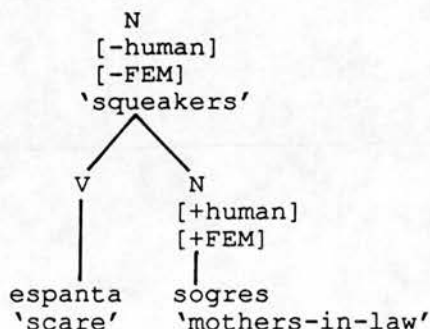 N
[-human]
[-FEM]
‘squeakers’
V N
[+human]
[+FEM]
espanta sogres
‘scare’ ‘mothers-in-law’